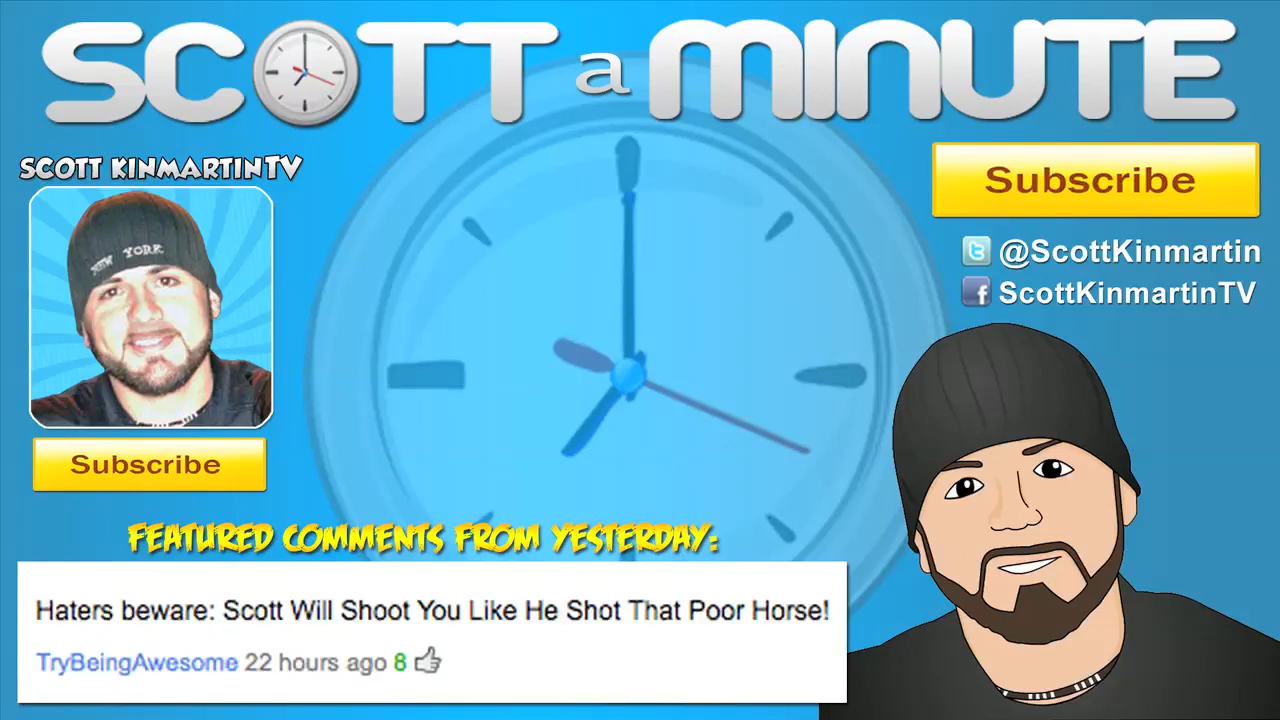 SCOTT a MINUTE
SCOTT KINMARTINTV
NEW YORK
Subscribe
Subscribe
@ScottKinmartin
ScottKinmartinTV
FEATURED COMMENTS FROM YESTERDAY:
Haters beware: Scott Will Shoot You Like He Shot That Poor Horse!
TryBeingAwesome 22 hours ago 8